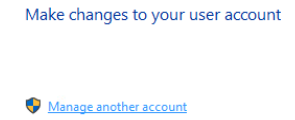 Make changes to your user account
Manage another account